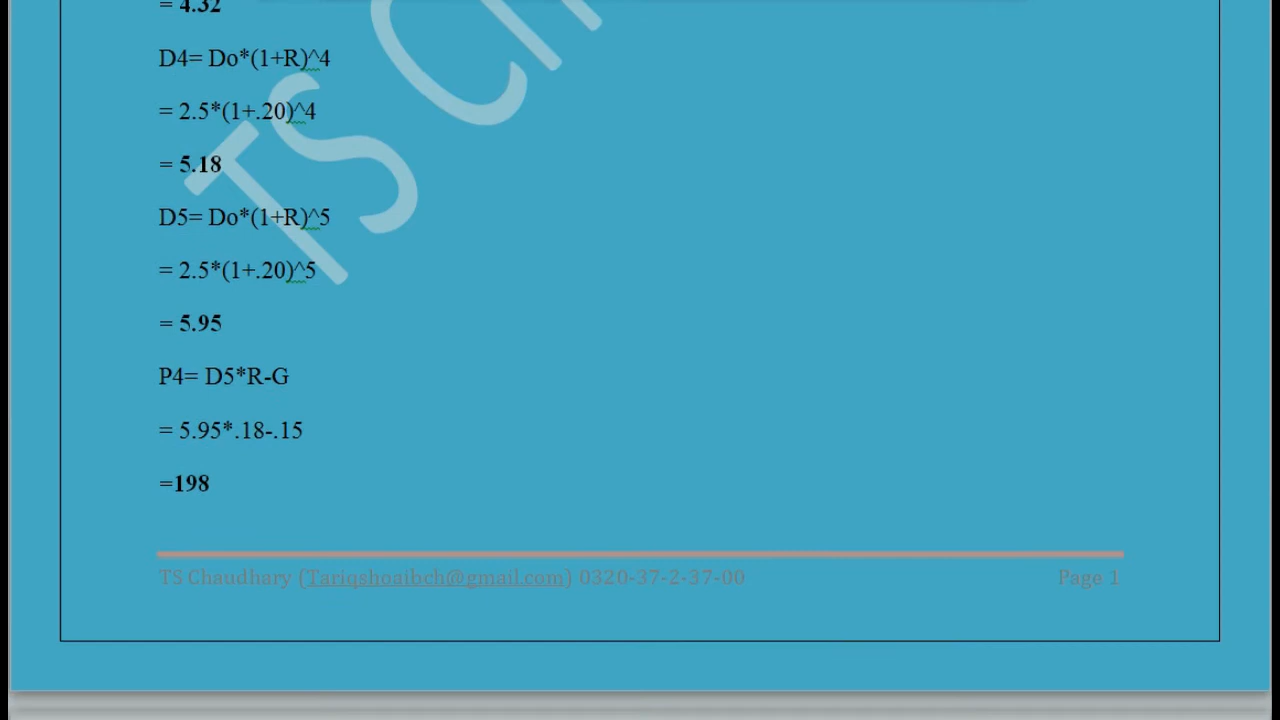 = 4.32
D4= Do*(1+R)^4
= 2.5*(1+.20)^4
= 5.18
D5= Do*(1+R)^5
= 2.5*(1+.20)^5
= 5.95
P4= D5*R-G
= 5.95*.18-.15
=198
TS Chaudhary (Tariqshoaibch@gmail.com) 0320-37-2-37-00 Page 1
TS